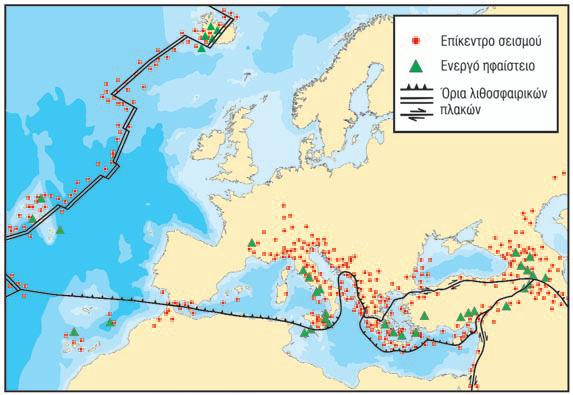 Επίκεντρο σεισμού
Ενεργό ηφαίστειο
Όρια λιθοσφαιρικών
πλακών